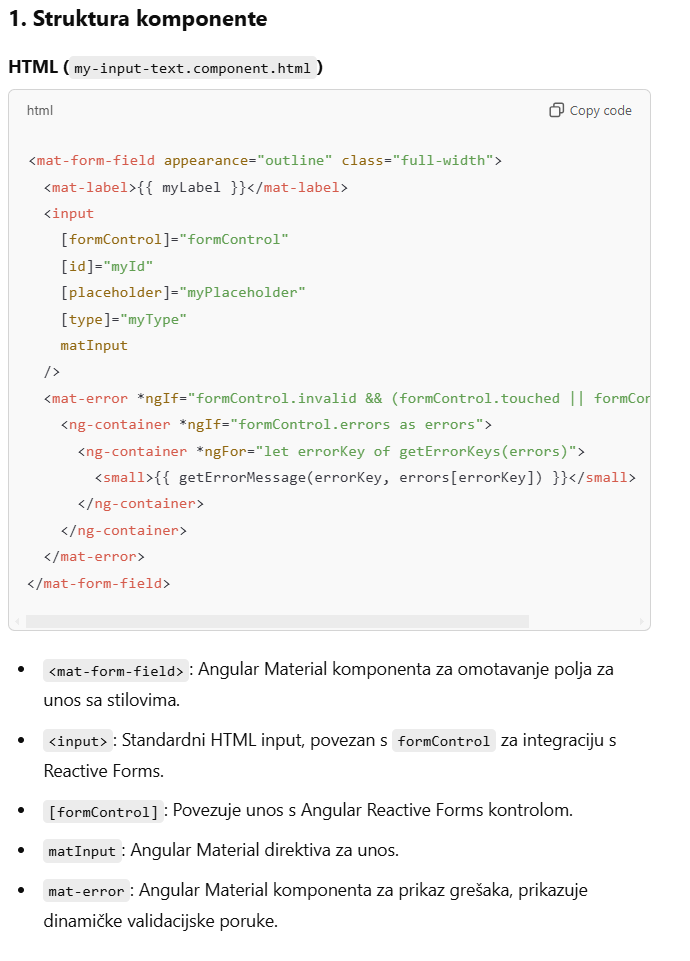 1. Struktura komponente
HTML ( my-input-text.component.html )
html
Copy code
<mat-form-field appearance="outline" class="full-width">
  <mat-label>{{ myLabel }}</mat-label>
  <input
    [formControl]="formControl"
    [id]="myId"
    [placeholder]="myPlaceholder"
    [type]="myType"
    matInput
  />
  <mat-error *ngIf="formControl.invalid && (formControl.touched || formCon
    <ng-container *ngIf="formControl.errors as errors">
      <ng-container *ngFor="let errorKey of getErrorKeys(errors)">
        <small>{{ getErrorMessage(errorKey, errors[errorKey]) }}</small>
      </ng-container>
    </ng-container>
  </mat-error>
</mat-form-field>
• <mat-form-field> : Angular Material komponenta za omotavanje polja za
unos sa stilovima.
• <input> : Standardni HTML input, povezan s formControl za integraciju s
Reactive Forms.
• [formControl] : Povezuje unos s Angular Reactive Forms kontrolom.
• matInput : Angular Material direktiva za unos.
• mat-error : Angular Material komponenta za prikaz grešaka, prikazuje
dinamičke validacijske poruke.